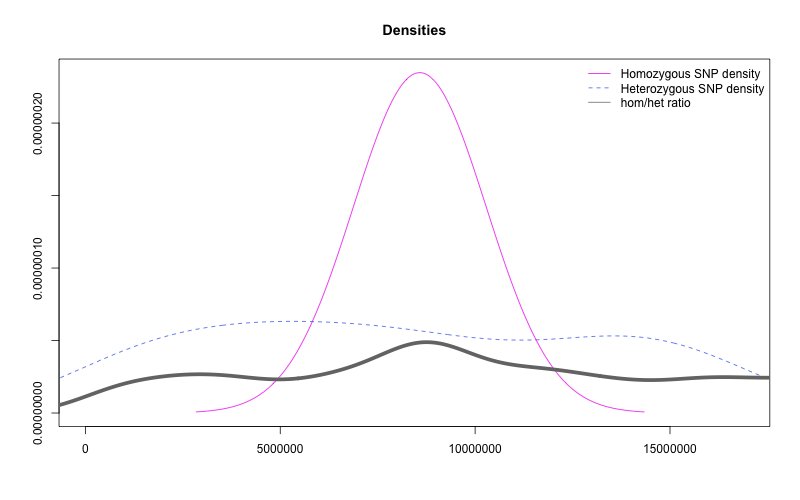 Densities
Homozygous SNP density
Heterozygous SNP density
hom/het ratio
0.00000020
0.00000010
0.00000000
0
5000000
10000000
15000000